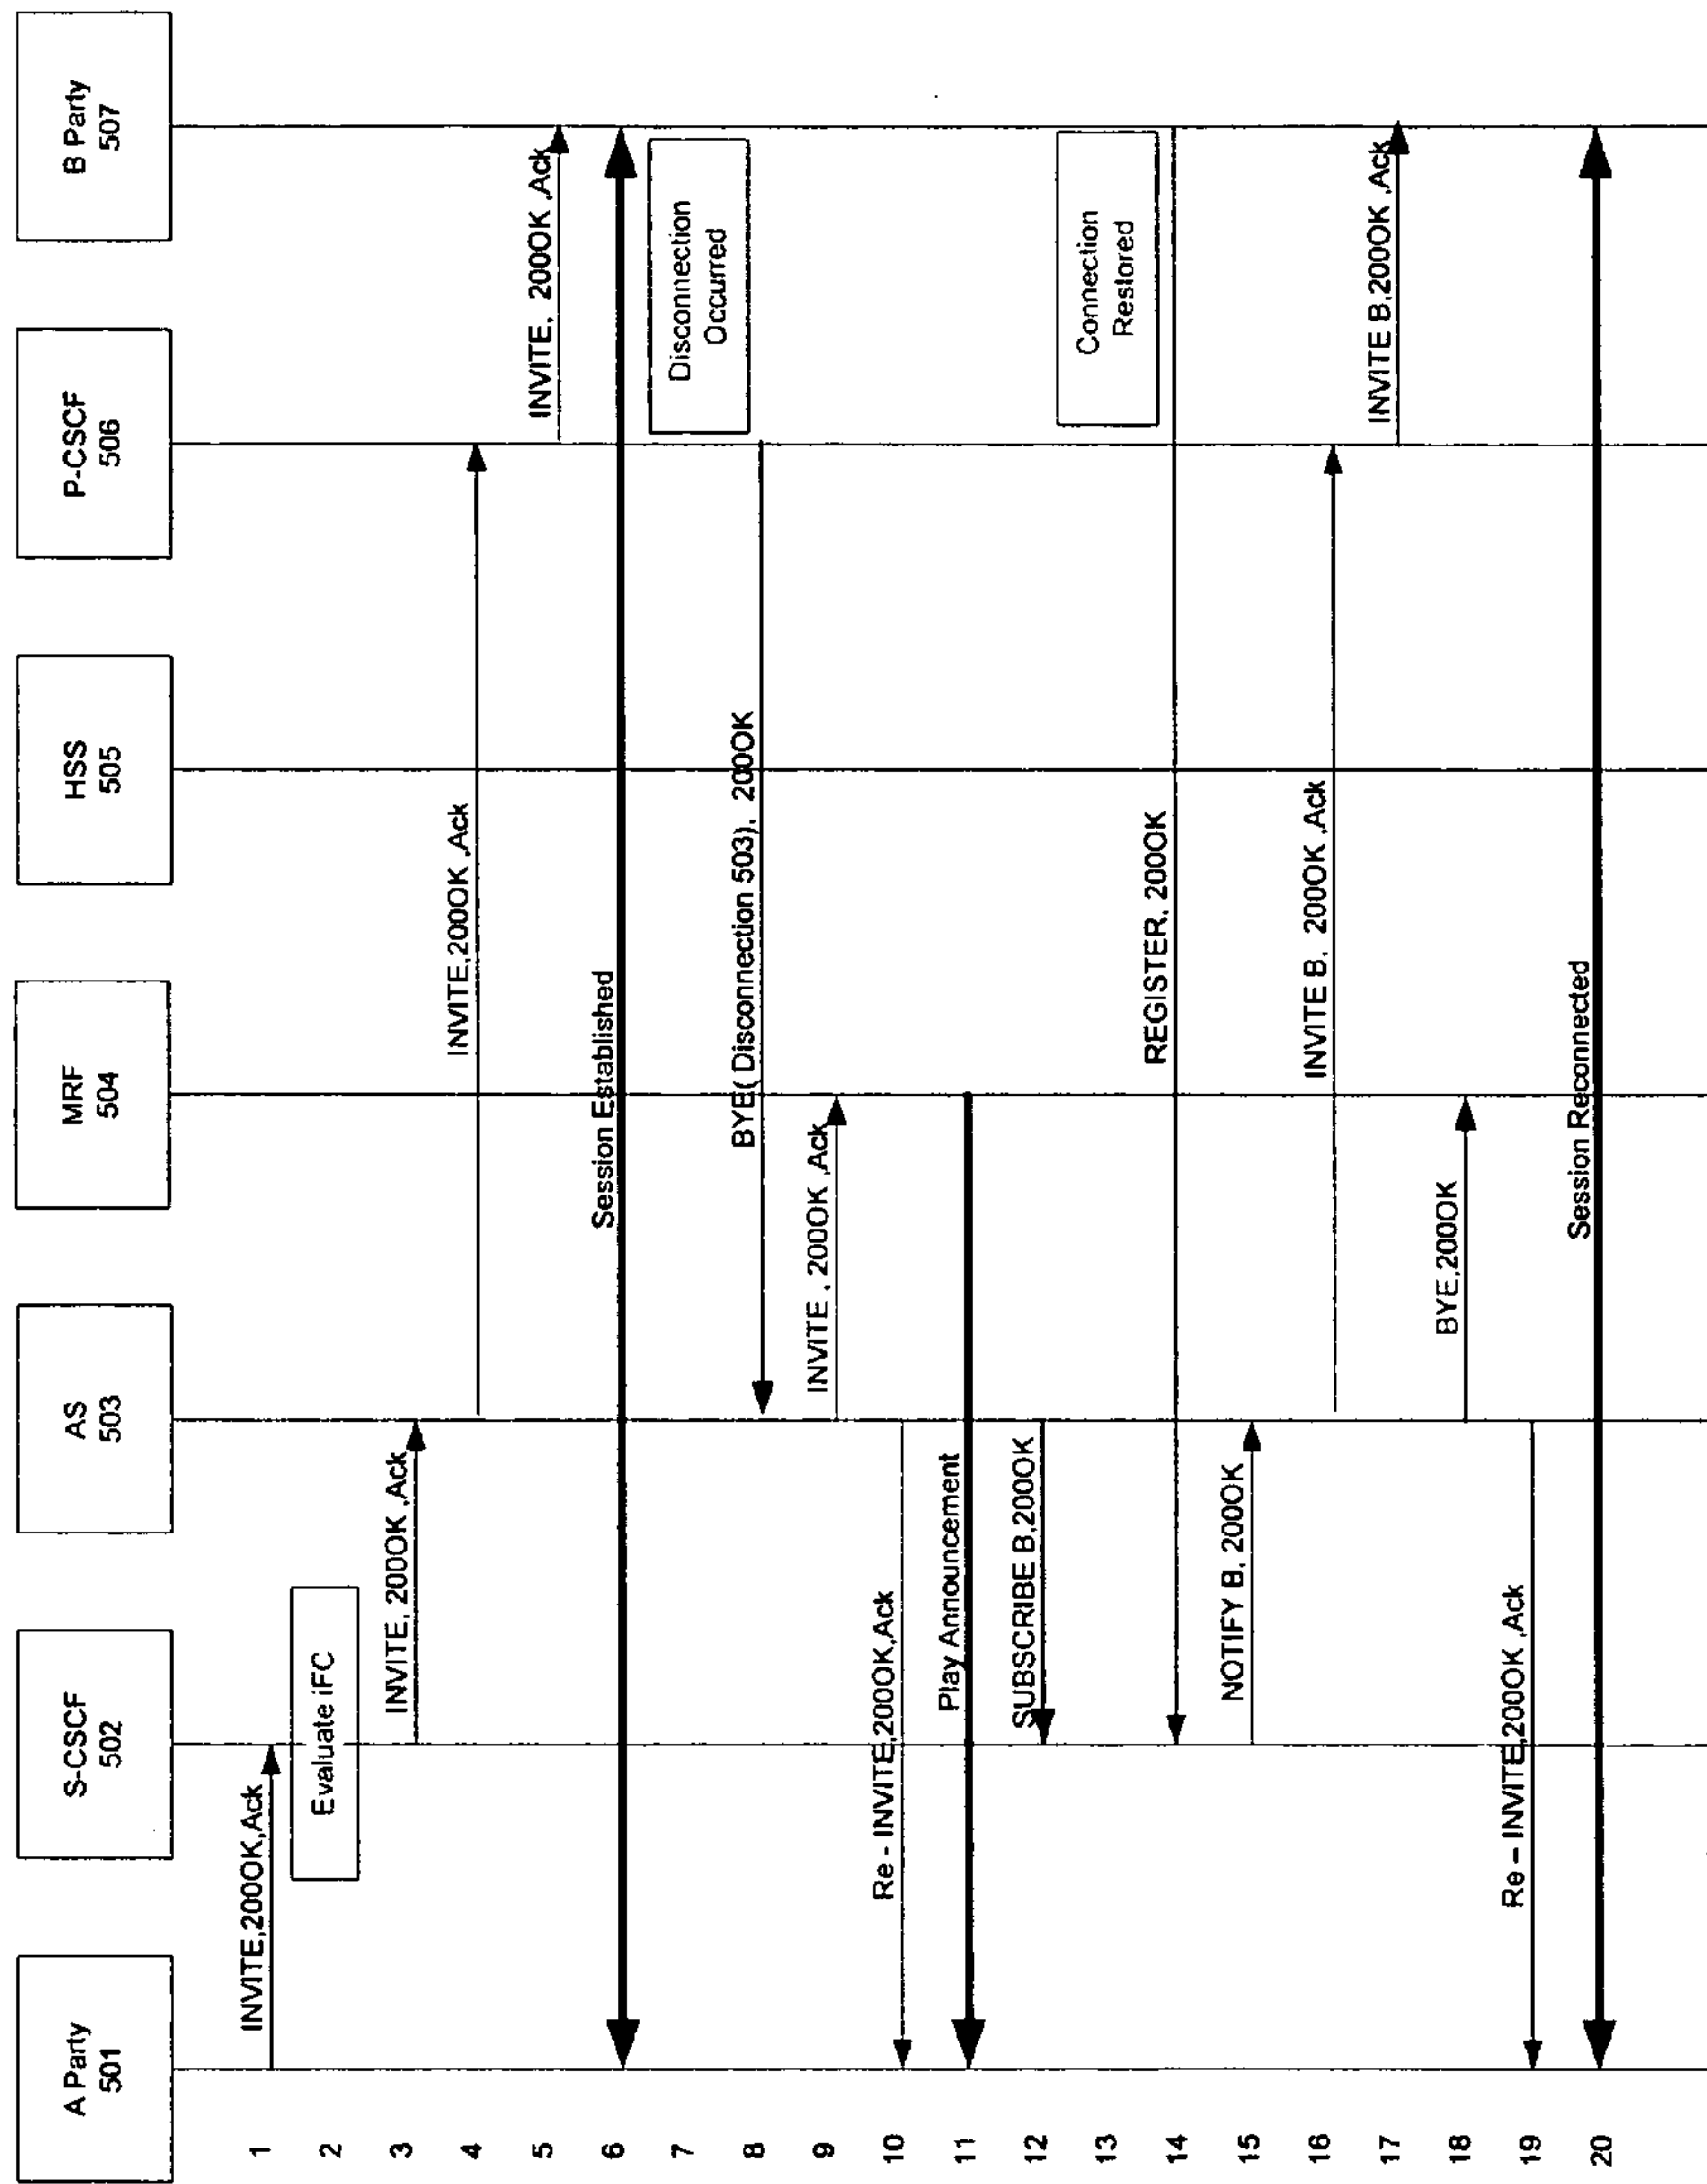 A Party
501
S-CSCF
502
AS
503
MRF
504
HSS
505
P-CSCF
506
B Party
507
1
INVITE,200OK,Ack
2
Evaluate iFC
3
INVITE, 200OK ,Ack
4
INVITE,200OK ,Ack
5
INVITE, 200OK ,Ack
6
Session Established
7
Disconnection
Occurred
8
BYE( Disconnection 503), 200OK
9
INVITE , 200OK ,Ack
10
Re - INVITE,200OK,Ack
11
Play Announcement
12
SUBSCRIBE B,200OK
13
Connection
Restored
14
REGISTER, 200OK
15
NOTIFY B, 200OK
16
INVITE B, 200OK ,Ack
17
INVITE B,200OK ,Ack
18
BYE,200OK
19
Re – INVITE,200OK ,Ack
20
Session Reconnected